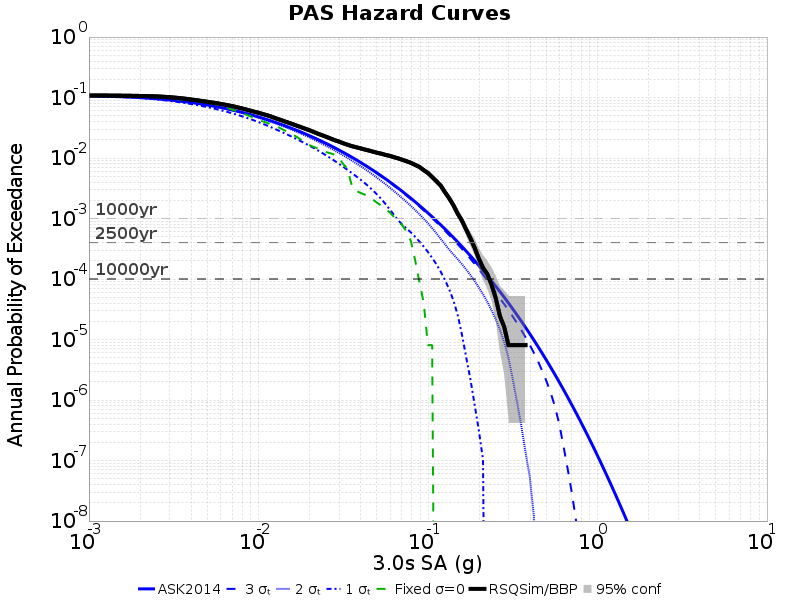 PAS Hazard Curves
Annual Probability of Exceedance
10^0
10^-1
10^-2
10^-3
10^-4
10^-5
10^-6
10^-7
10^-8
1000yr
2500yr
10000yr
10^-3 10^-2 10^-1 10^0 10^1
3.0s SA (g)
ASK2014 3 σₜ 2 σₜ 1 σₜ Fixed σ=0 RSQSim/BBP 95% conf